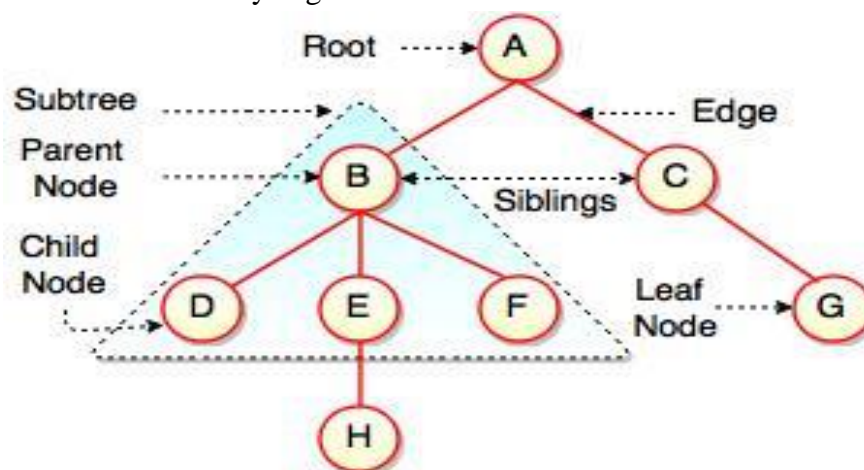 Root
A
Subtree
Edge
Parent
Node
B
C
Siblings
Child
Node
D
E
F
Leaf
Node
G
H